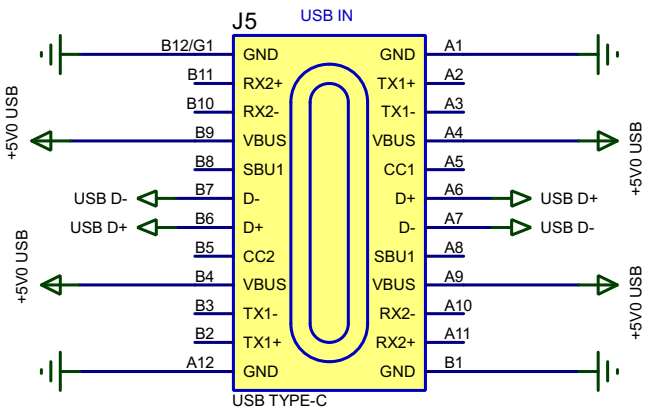 J5
USB IN
B12/G1 GND GND A1
B11 RX2+ TX1+ A2
B10 RX2- TX1- A3
+5V0 USB B9 VBUS VBUS A4 +5V0 USB
B8 SBU1 CC1 A5
USB D- B7 D- D+ A6 USB D+
USB D+ B6 D+ D- A7 USB D-
B5 CC2 SBU1 A8
+5V0 USB B4 VBUS VBUS A9 +5V0 USB
B3 TX1- RX2- A10
B2 TX1+ RX2+ A11
A12 GND GND B1
USB TYPE-C